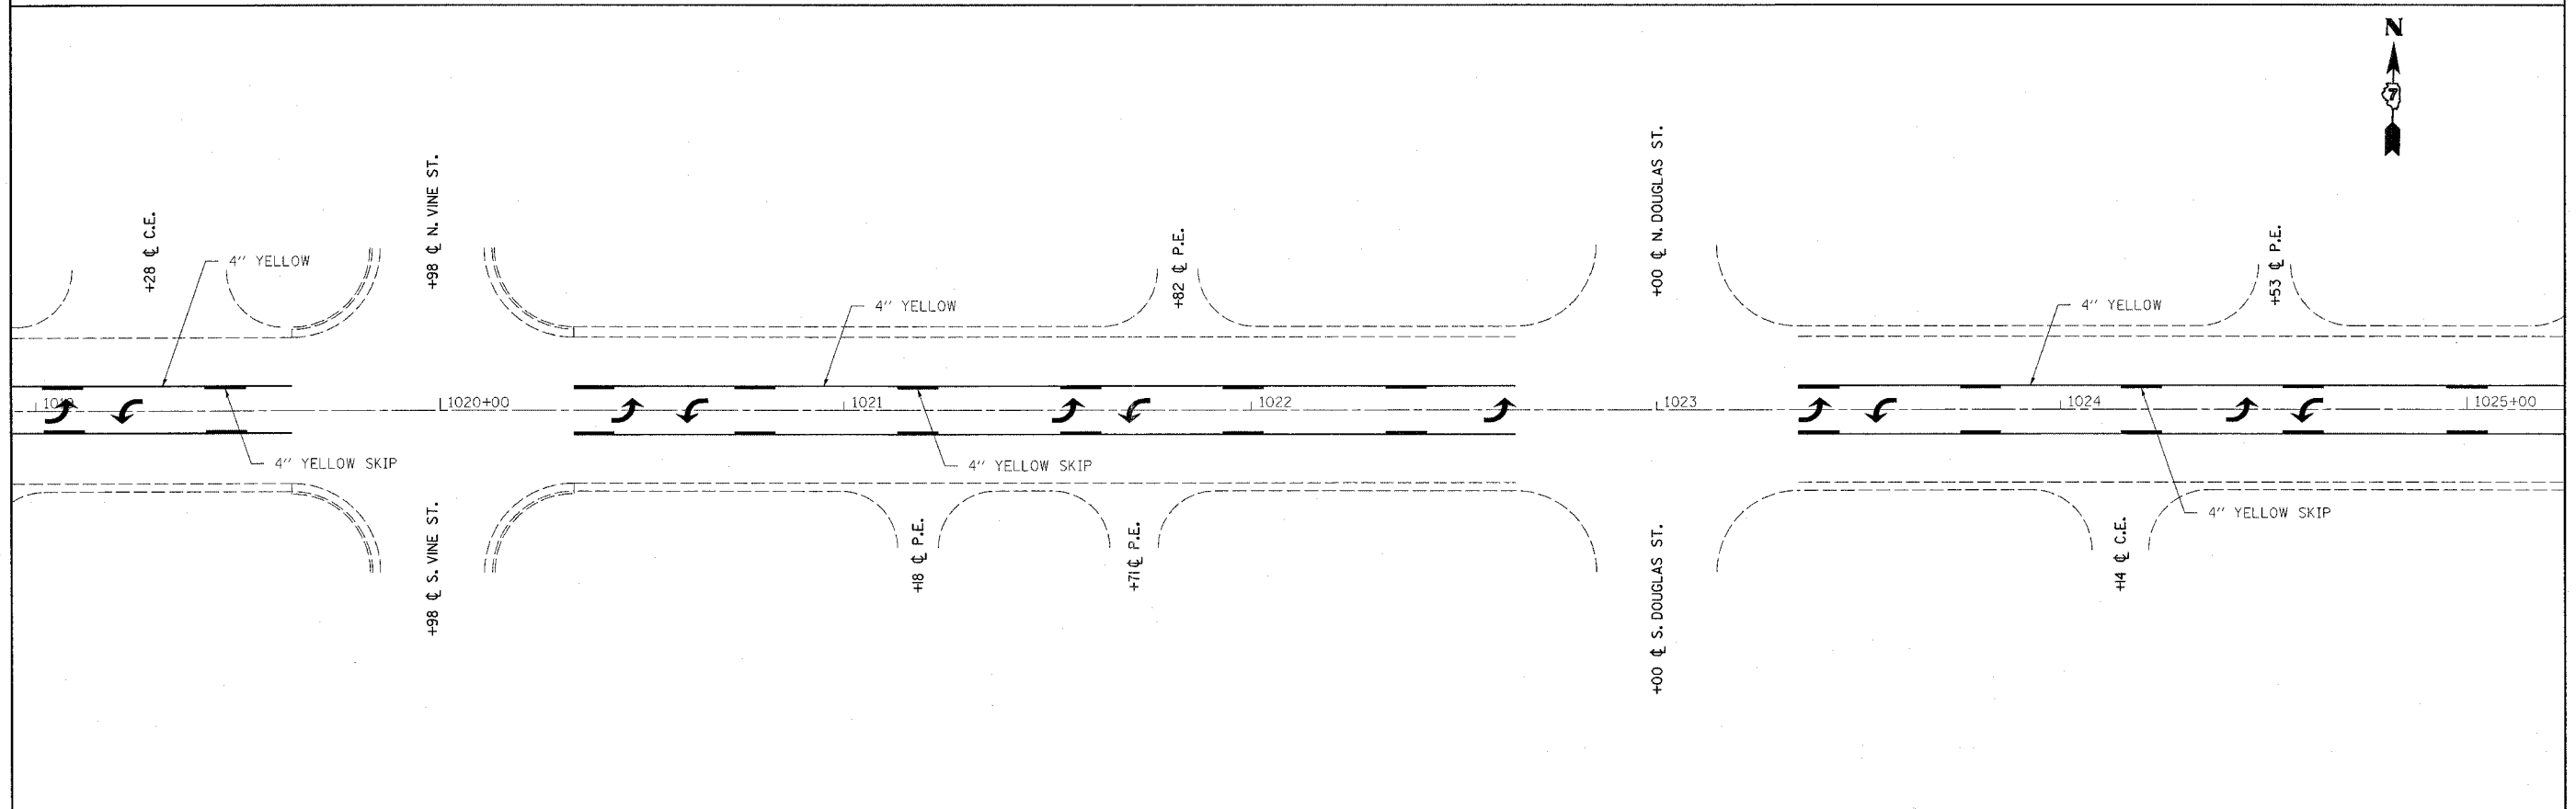 N
7
+28 ℄ C.E.
+98 ℄ N. VINE ST.
+82 ℄ P.E.
+00 ℄ N. DOUGLAS ST.
+53 ℄ P.E.
4" YELLOW
4" YELLOW
4" YELLOW
1019
1020+00
1021
1022
1023
1024
1025+00
4" YELLOW SKIP
4" YELLOW SKIP
4" YELLOW SKIP
+98 ℄ S. VINE ST.
+18 ℄ P.E.
+71 ℄ P.E.
+00 ℄ S. DOUGLAS ST.
+14 ℄ C.E.